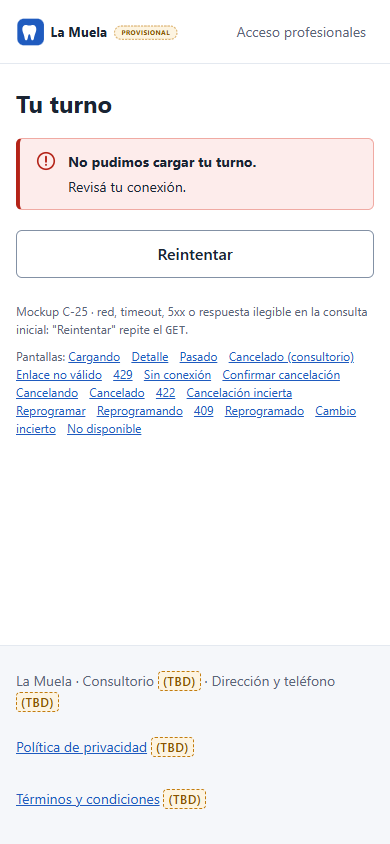 La Muela PROVISIONAL Acceso profesionales
Tu turno
No pudimos cargar tu turno.
Revisá tu conexión.
Reintentar
Mockup C-25 · red, timeout, 5xx o respuesta ilegible en la consulta
inicial: "Reintentar" repite el GET.
Pantallas: Cargando Detalle Pasado Cancelado (consultorio)
Enlace no válido 429 Sin conexión Confirmar cancelación
Cancelando Cancelado 422 Cancelación incierta
Reprogramar Reprogramando 409 Reprogramado Cambio
incierto No disponible
La Muela · Consultorio (TBD) · Dirección y teléfono
(TBD)
Política de privacidad (TBD)
Términos y condiciones (TBD)